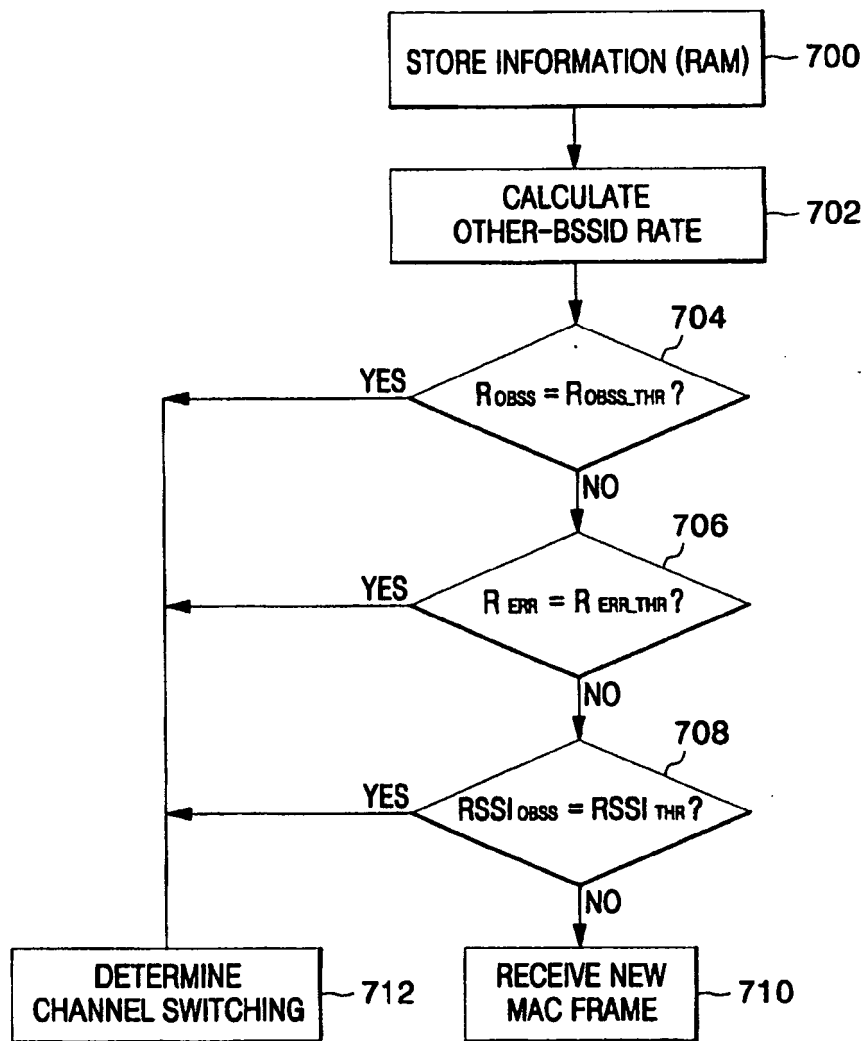 STORE INFORMATION (RAM)
700
CALCULATE
OTHER-BSSID RATE
702
704
YES
ROBSS = ROBSS_THR ?
NO
706
YES
R ERR = R ERR_THR ?
NO
708
YES
RSSI OBSS = RSSI THR ?
NO
DETERMINE
CHANNEL SWITCHING
712
RECEIVE NEW
MAC FRAME
710